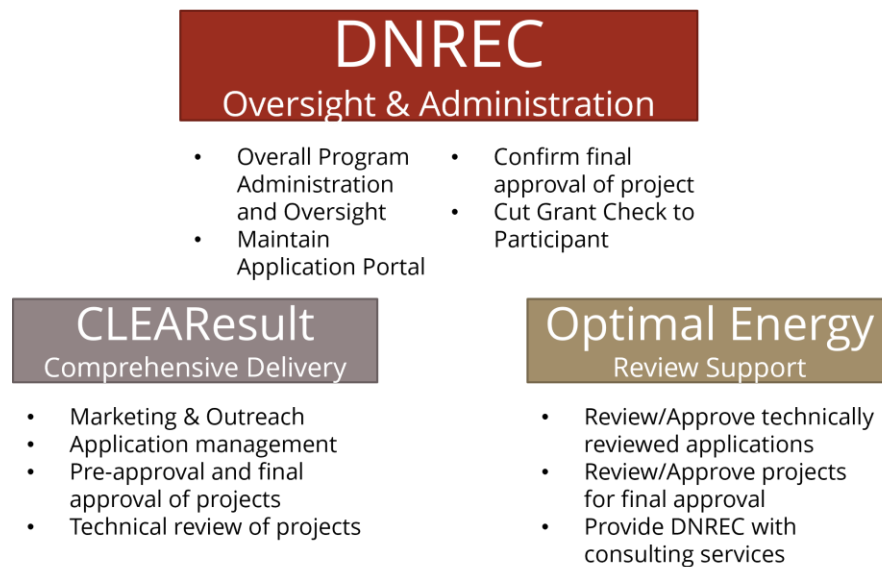 DNREC
Oversight & Administration
• Overall Program
Administration
and Oversight
• Maintain
Application Portal
• Confirm final
approval of project
• Cut Grant Check to
Participant
CLEAResult
Comprehensive Delivery
• Marketing & Outreach
• Application management
• Pre-approval and final
approval of projects
• Technical review of projects
Optimal Energy
Review Support
• Review/Approve technically
reviewed applications
• Review/Approve projects
for final approval
• Provide DNREC with
consulting services